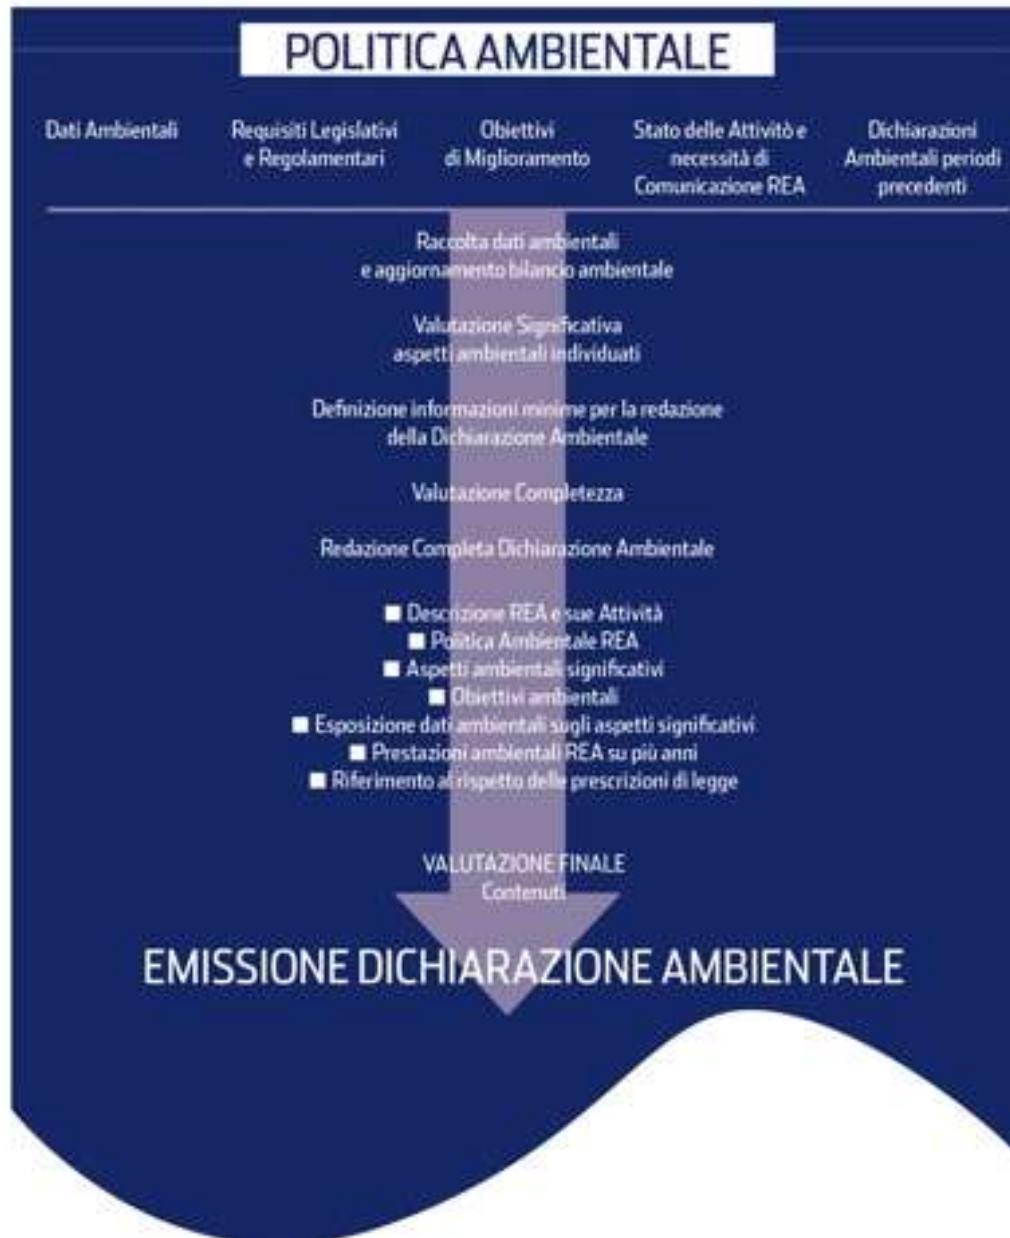 POLITICA AMBIENTALE
Dati Ambientali
Requisiti Legislativi
e Regolamentari
Obiettivi
di Miglioramento
Stato delle Attivitò e
necessità di
Comunicazione REA
Dichiarazioni
Ambientali periodi
precedenti
Raccolta dati ambientali
e aggiornamento bilancio ambientale
Valutazione Significativa
aspetti ambientali individuati
Definizione informazioni minime per la redazione
della Dichiarazione Ambientale
Valutazione Completezza
Redazione Completa Dichiarazione Ambientale
■ Descrizione REA e sue Attività
■ Politica Ambientale REA
■ Aspetti ambientali significativi
■ Obiettivi ambientali
■ Esposizione dati ambientali sugli aspetti significativi
■ Prestazioni ambientali REA su più anni
■ Riferimento al rispetto delle prescrizioni di legge
VALUTAZIONE FINALE
Contenuti
EMISSIONE DICHIARAZIONE AMBIENTALE